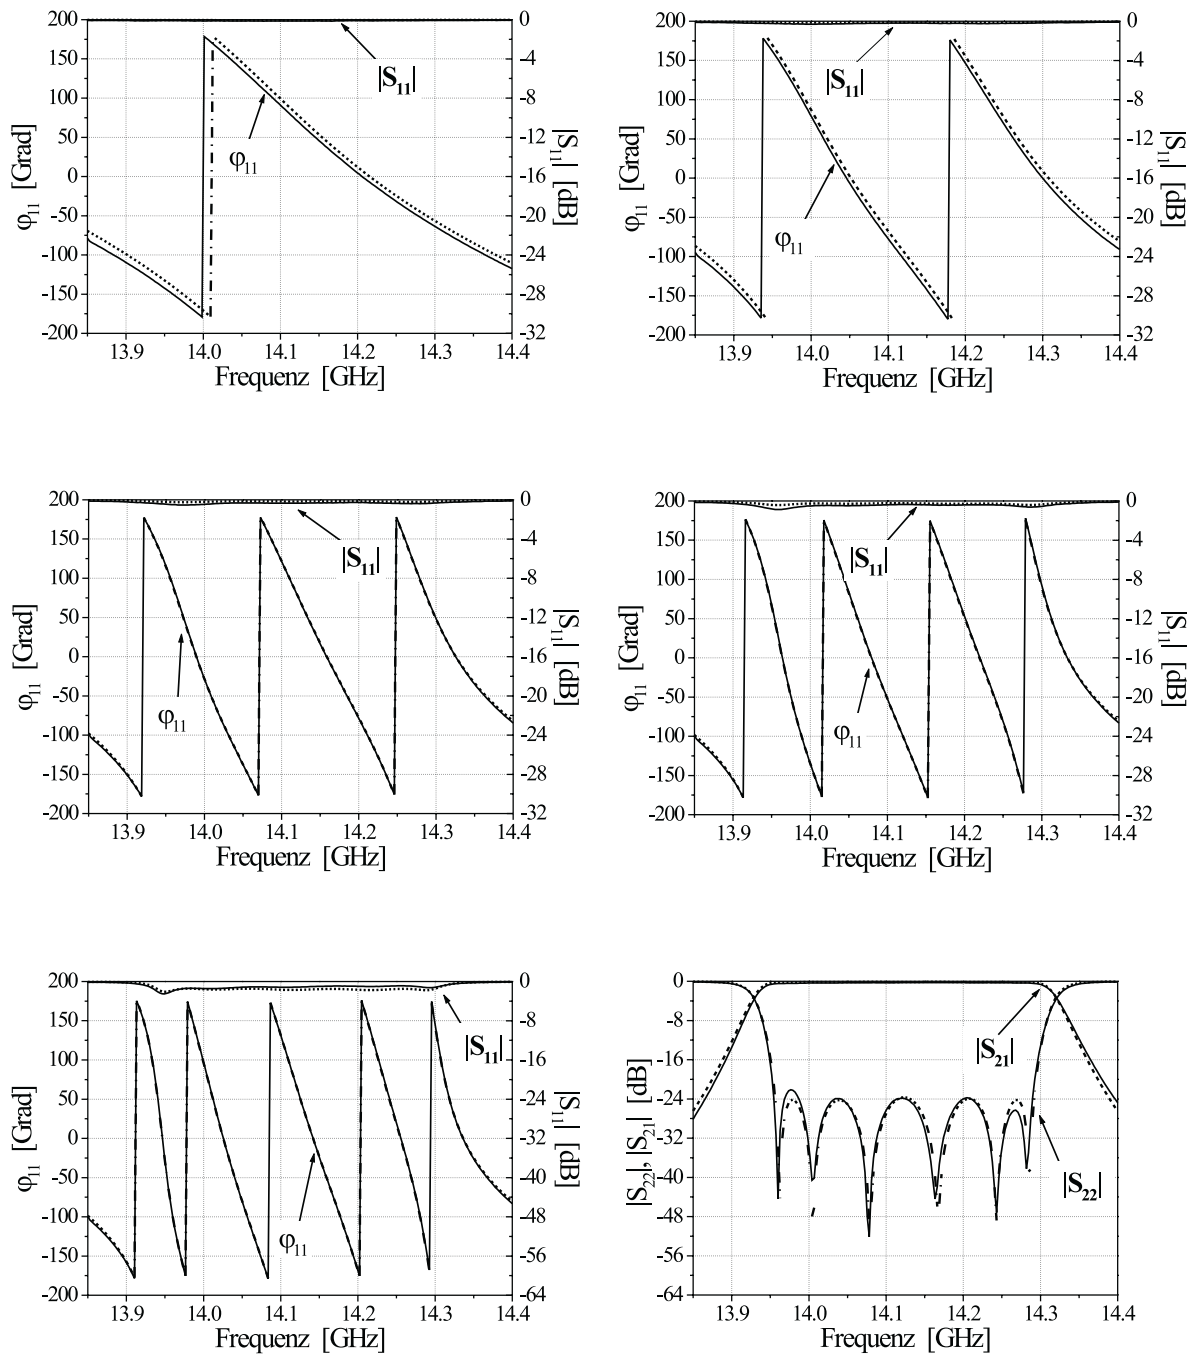 200
150
100
50
0
-50
-100
-150
-200
φ11 [Grad]
0
-4
-8
-12
-16
-20
-24
-28
-32
|S11| [dB]
|S11|
φ11
13.9 14.0 14.1 14.2 14.3 14.4
Frequenz [GHz]
200
150
100
50
0
-50
-100
-150
-200
φ11 [Grad]
0
-4
-8
-12
-16
-20
-24
-28
-32
|S11| [dB]
|S11|
φ11
13.9 14.0 14.1 14.2 14.3 14.4
Frequenz [GHz]
200
150
100
50
0
-50
-100
-150
-200
φ11 [Grad]
0
-4
-8
-12
-16
-20
-24
-28
-32
|S11| [dB]
|S11|
φ11
13.9 14.0 14.1 14.2 14.3 14.4
Frequenz [GHz]
200
150
100
50
0
-50
-100
-150
-200
φ11 [Grad]
0
-4
-8
-12
-16
-20
-24
-28
-32
|S11| [dB]
|S11|
φ11
13.9 14.0 14.1 14.2 14.3 14.4
Frequenz [GHz]
200
150
100
50
0
-50
-100
-150
-200
φ11 [Grad]
0
-8
-16
-24
-32
-40
-48
-56
-64
|S11| [dB]
|S11|
φ11
13.9 14.0 14.1 14.2 14.3 14.4
Frequenz [GHz]
0
-8
-16
-24
-32
-40
-48
-56
-64
|S22|, |S21| [dB]
|S21|
|S22|
13.9 14.0 14.1 14.2 14.3 14.4
Frequenz [GHz]